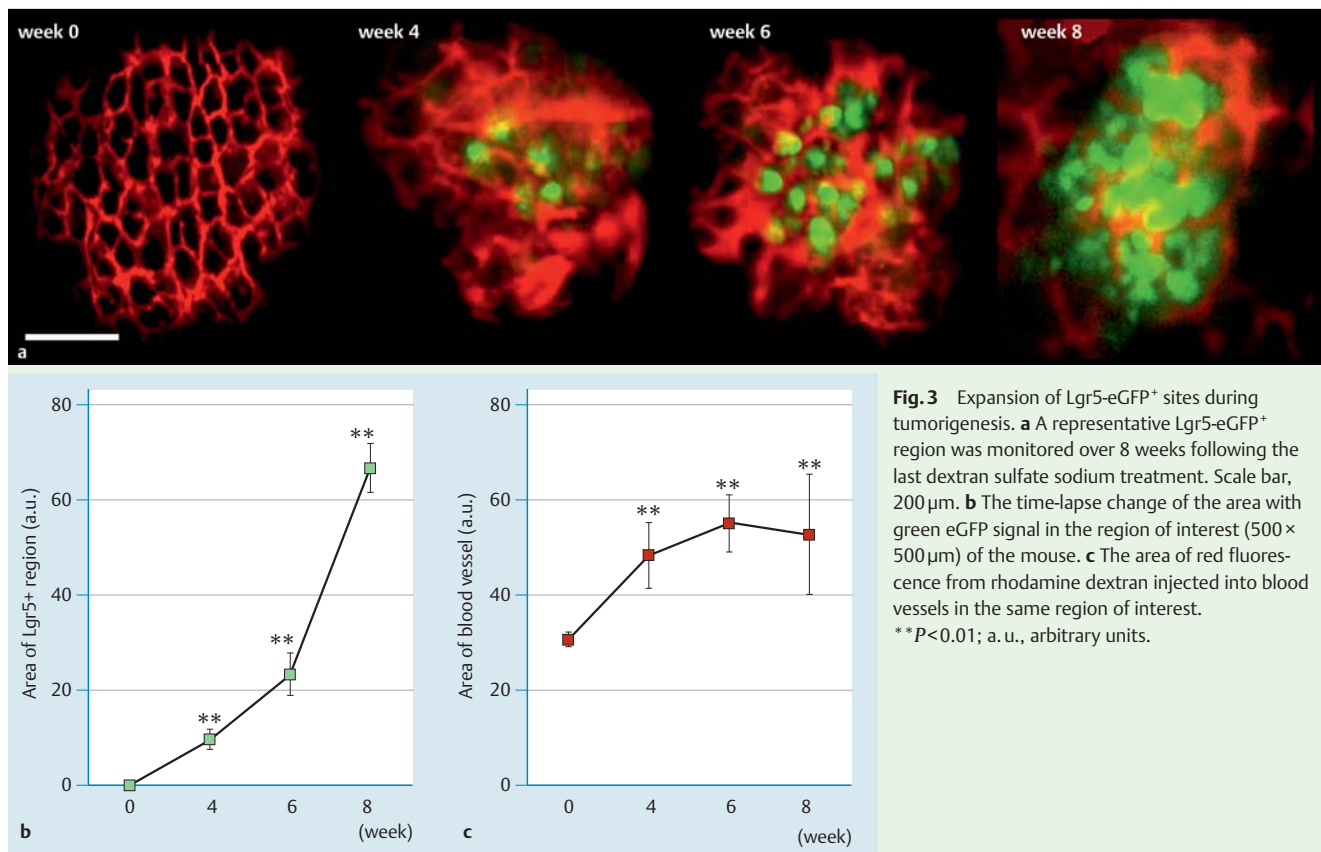 week 0
week 4
week 6
week 8
a
80
60
40
20
0
Area of Lgr5+ region (a.u.)
**
**
**
0
4
6
8
(week)
b
80
60
40
20
0
Area of blood vessel (a.u.)
**
**
**
0
4
6
8
(week)
c
Fig. 3 Expansion of Lgr5-eGFP⁺ sites during
tumorigenesis. a A representative Lgr5-eGFP⁺
region was monitored over 8 weeks following the
last dextran sulfate sodium treatment. Scale bar,
200 µm. b The time-lapse change of the area with
green eGFP signal in the region of interest (500 ×
500 µm) of the mouse. c The area of red fluores-
cence from rhodamine dextran injected into blood
vessels in the same region of interest.
**P<0.01; a. u., arbitrary units.